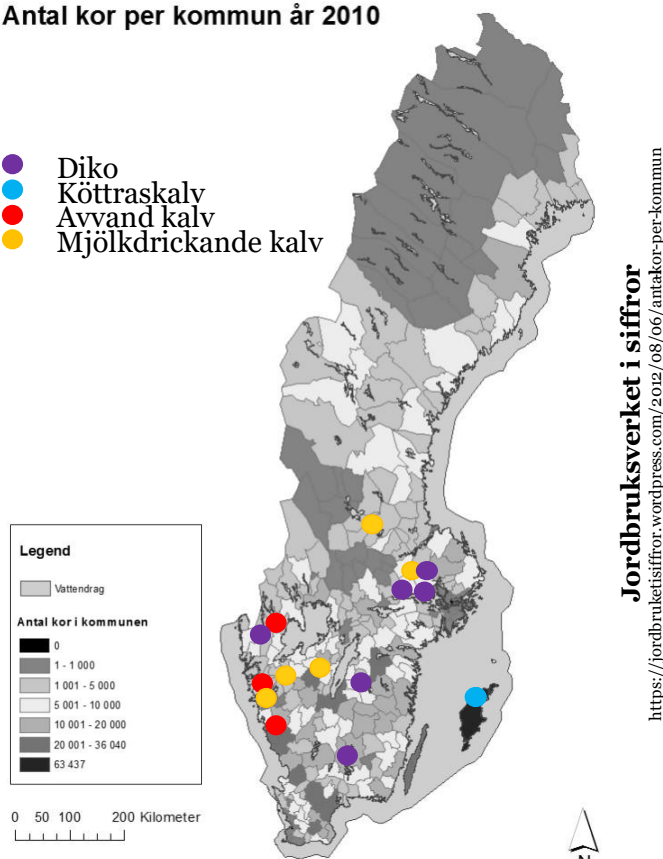 Antal kor per kommun år 2010
Diko
Köttraskalv
Avvand kalv
Mjölkdrickande kalv
Legend
Vattendrag
Antal kor i kommunen
0
1 - 1 000
1 001 - 5 000
5 001 - 10 000
10 001 - 20 000
20 001 - 36 040
63 437
0 50 100 200 Kilometer
Jordbruksverket i siffror
https://jordbruketisiffror.wordpress.com/2012/08/06/antalkor-per-kommun
N